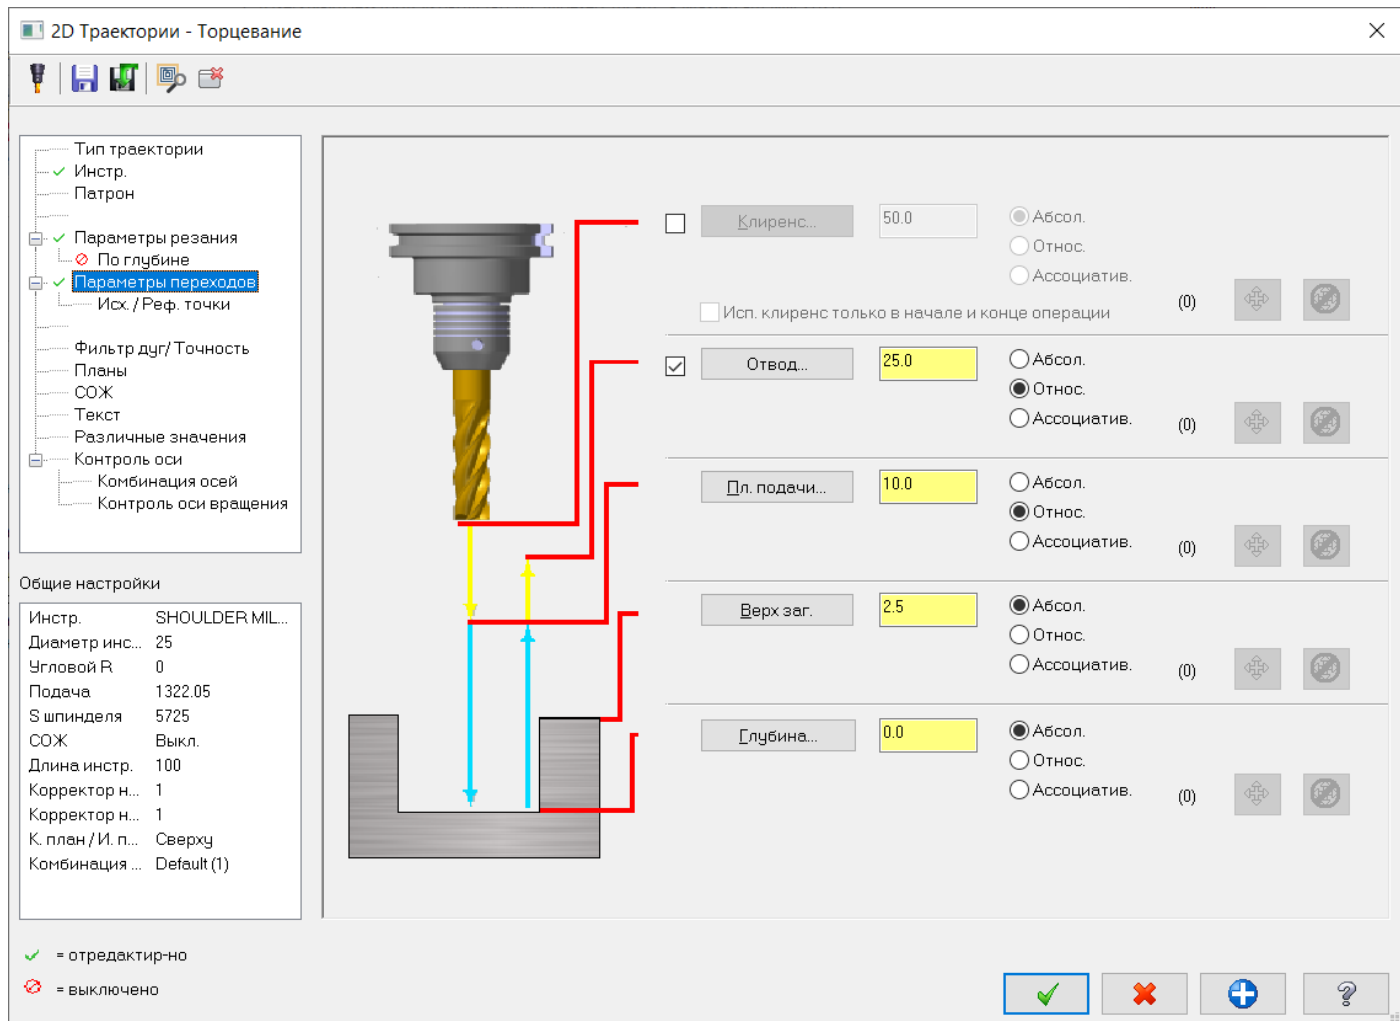 2D Траектории - Торцевание
Тип траектории
Инстр.
Патрон
Параметры резания
По глубине
Параметры переходов
Исх. / Реф. точки
Фильтр дуг/ Точность
Планы
СОЖ
Текст
Различные значения
Контроль оси
Комбинация осей
Контроль оси вращения
Общие настройки
Инстр. SHOULDER MIL...
Диаметр инс... 25
Угловой R 0
Подача 1322.05
S шпинделя 5725
СОЖ Выкл.
Длина инстр. 100
Корректор н... 1
Корректор н... 1
К. план / И. п... Сверху
Комбинация ... Default (1)
= отредактир-но
= выключено
Клиренс... 50.0 Абсол.
Относ.
Ассоциатив.
(0)
Исп. клиренс только в начале и конце операции
Отвод... 25.0 Абсол.
Относ.
Ассоциатив.
(0)
Пл. подачи... 10.0 Абсол.
Относ.
Ассоциатив.
(0)
Верх заг. 2.5 Абсол.
Относ.
Ассоциатив.
(0)
Глубина... 0.0 Абсол.
Относ.
Ассоциатив.
(0)